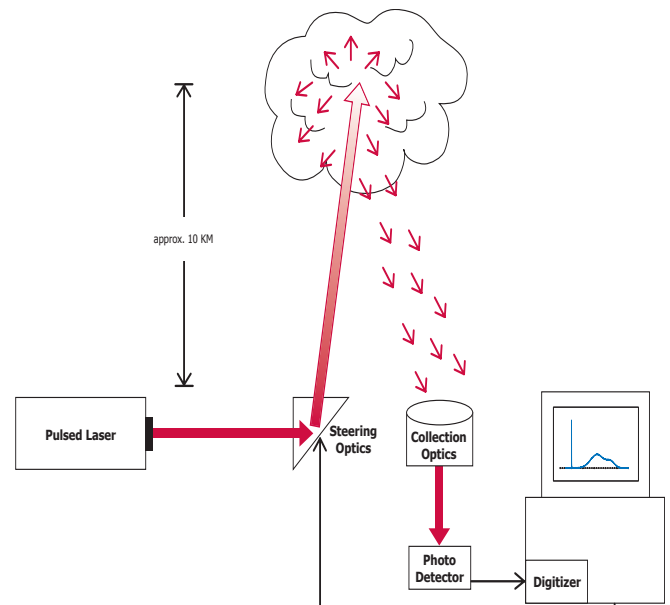 approx. 10 KM
Pulsed Laser
Steering
Optics
Collection
Optics
Photo
Detector
Digitizer